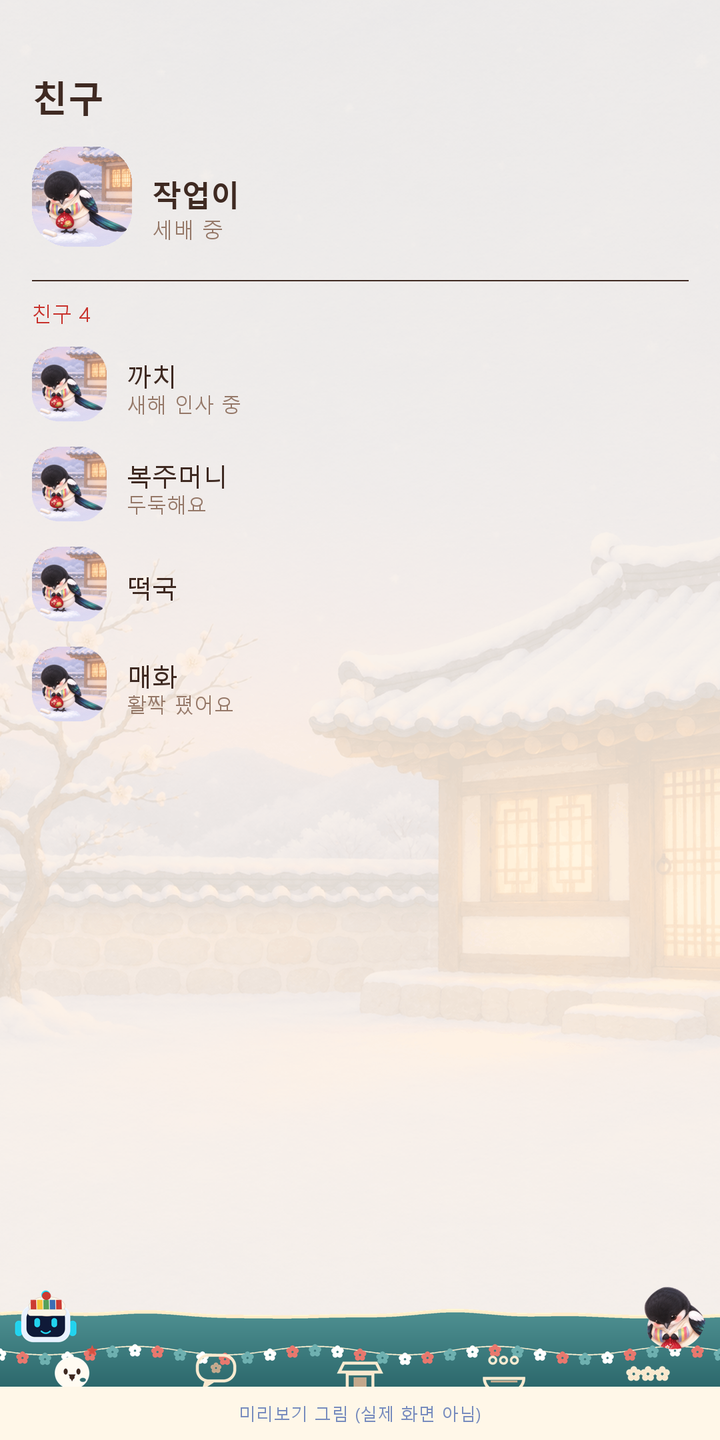 친구
작업이
세배 중
친구 4
까치
새해 인사 중
복주머니
두둑해요
떡국
매화
활짝 폈어요
미리보기 그림 (실제 화면 아님)